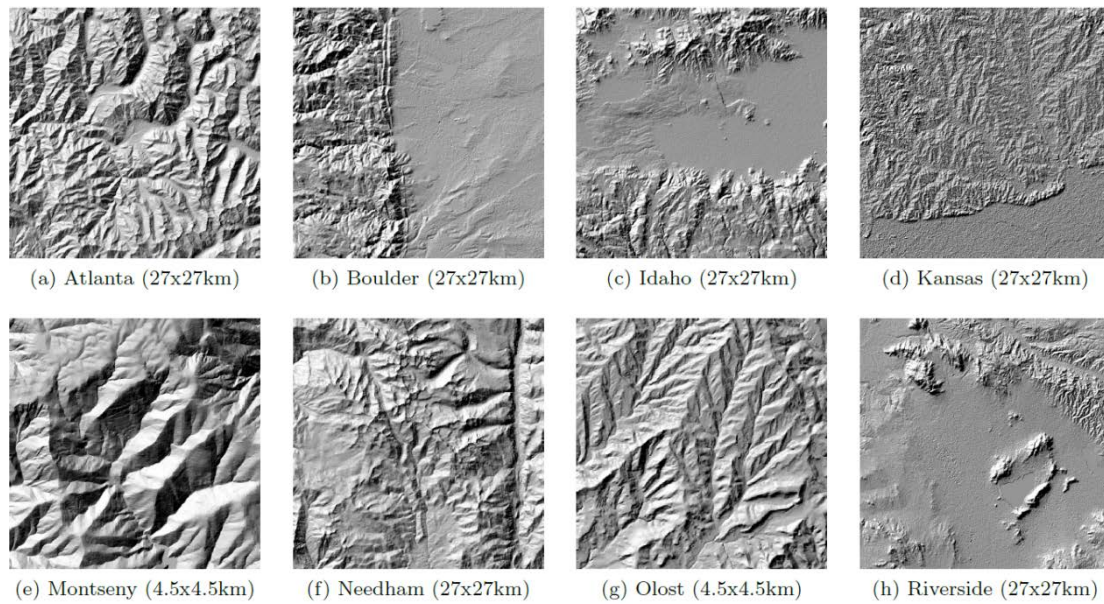 (a) Atlanta (27x27km)
(b) Boulder (27x27km)
(c) Idaho (27x27km)
(d) Kansas (27x27km)
(e) Montseny (4.5x4.5km)
(f) Needham (27x27km)
(g) Olost (4.5x4.5km)
(h) Riverside (27x27km)